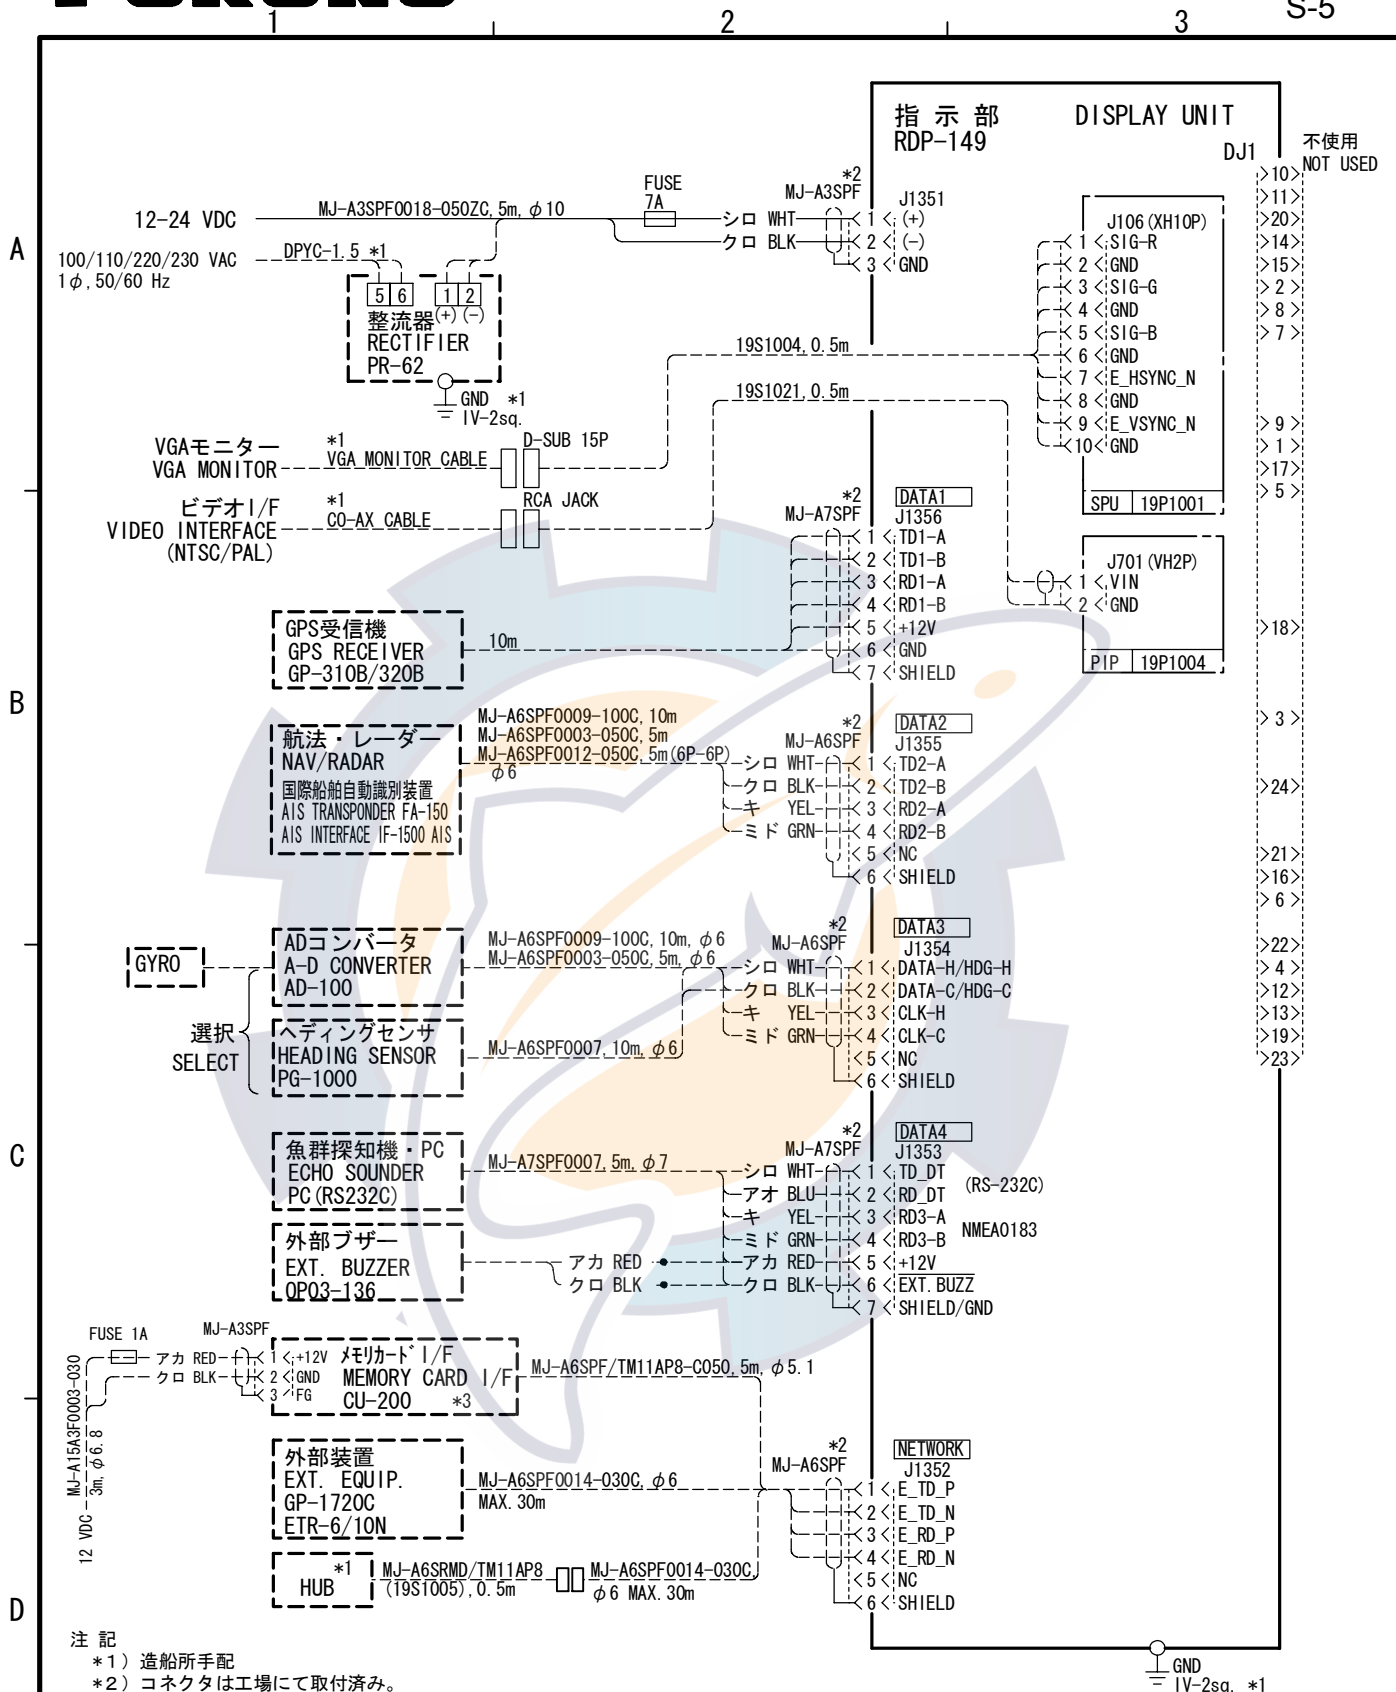 FURUNO
S-5
1 2 3
A
B
C
D
指 示 部 DISPLAY UNIT
RDP-149
DJ1
不使用
NOT USED
>10>
>11>
>20>
>14>
>15>
> 2 >
> 8 >
> 7 >
> 9 >
> 1 >
>17>
> 5 >
>18>
> 3 >
>24>
>21>
>16>
> 6 >
>22>
> 4 >
>12>
>13>
>19>
>23>
12-24 VDC
MJ-A3SPF0018-050ZC, 5m, φ10
FUSE
7A
シロ WHT
クロ BLK
*2
MJ-A3SPF
J1351
1 (+)
2 (-)
3 GND
100/110/220/230 VAC
1φ, 50/60 Hz
DPYC-1.5 *1
5 6 1 2
(+) (-)
整流器
RECTIFIER
PR-62
GND *1
IV-2sq.
J106(XH10P)
1 SIG-R
2 GND
3 SIG-G
4 GND
5 SIG-B
6 GND
7 E_HSYNC_N
8 GND
9 E_VSYNC_N
10 GND
SPU 19P1001
19S1004, 0.5m
19S1021, 0.5m
VGAモニター
VGA MONITOR
*1
VGA MONITOR CABLE
D-SUB 15P
ビデオI/F
VIDEO INTERFACE
(NTSC/PAL)
*1
CO-AX CABLE
RCA JACK
J701(VH2P)
1 VIN
2 GND
PIP 19P1004
*2
MJ-A7SPF
DATA1
J1356
1 TD1-A
2 TD1-B
3 RD1-A
4 RD1-B
5 +12V
6 GND
7 SHIELD
GPS受信機
GPS RECEIVER
GP-310B/320B
10m
航法・レーダー
NAV/RADAR
国際船舶自動識別装置
AIS TRANSPONDER FA-150
AIS INTERFACE IF-1500 AIS
MJ-A6SPF0009-100C, 10m
MJ-A6SPF0003-050C, 5m
MJ-A6SPF0012-050C, 5m(6P-6P)
φ6
*2
MJ-A6SPF
DATA2
J1355
シロ WHT 1 TD2-A
クロ BLK 2 TD2-B
キ YEL 3 RD2-A
ミドGRN 4 RD2-B
5 NC
6 SHIELD
GYRO
ADコンバータ
A-D CONVERTER
AD-100
MJ-A6SPF0009-100C, 10m, φ6
MJ-A6SPF0003-050C, 5m, φ6
選択
SELECT
ヘディングセンサ
HEADING SENSOR
PG-1000
MJ-A6SPF0007, 10m, φ6
*2
MJ-A6SPF
DATA3
J1354
シロ WHT 1 DATA-H/HDG-H
クロ BLK 2 DATA-C/HDG-C
キ YEL 3 CLK-H
ミドGRN 4 CLK-C
5 NC
6 SHIELD
魚群探知機・PC
ECHO SOUNDER
PC(RS232C)
MJ-A7SPF0007, 5m, φ7
外部ブザー
EXT. BUZZER
OP03-136
アカ RED
クロ BLK
*2
MJ-A7SPF
DATA4
J1353
シロ WHT 1 TD_DT
アオ BLU 2 RD_DT
(RS-232C)
キ YEL 3 RD3-A
ミドGRN 4 RD3-B
NMEA0183
アカ RED 5 +12V
クロ BLK 6 EXT.BUZZ
7 SHIELD/GND
FUSE 1A
MJ-A3SPF
アカ RED 1 +12V
クロ BLK 2 GND
3 FG
メモリカードI/F
MEMORY CARD I/F
CU-200 *3
MJ-A6SPF/TM11AP8-C050, 5m, φ5.1
12 VDC
MJ-A15A3F0003-030
3m, φ6.8
外部装置
EXT. EQUIP.
GP-1720C
ETR-6/10N
MJ-A6SPF0014-030C, φ6
MAX. 30m
*1
HUB
MJ-A6SRMD/TM11AP8
(19S1005), 0.5m
MJ-A6SPF0014-030C,
φ6 MAX. 30m
*2
MJ-A6SPF
NETWORK
J1352
1 E_TD_P
2 E_TD_N
3 E_RD_P
4 E_RD_N
5 NC
6 SHIELD
GND
IV-2sq. *1
注 記
*1) 造船所手配
*2) コネクタは工場にて取付済み。